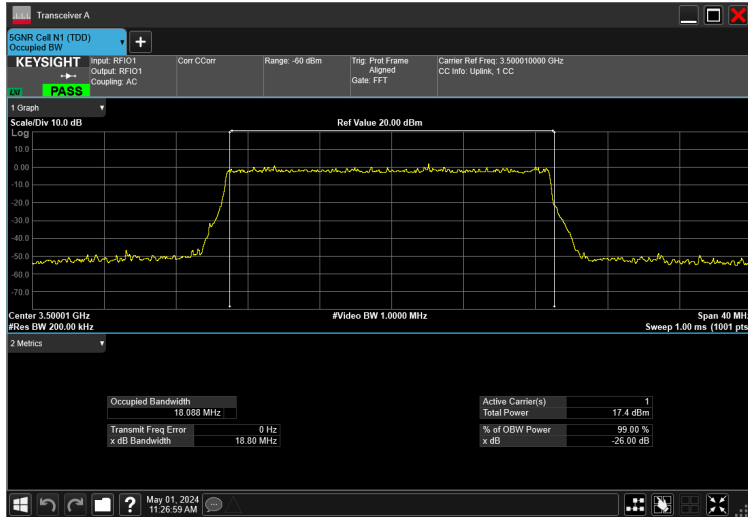 Transceiver A
5GNR Cell N1 (TDD)
Occupied BW
KEYSIGHT
PASS
Input: RFIO1
Output: RFIO1
Coupling: AC
Corr CCorr
Range: -60 dBm
Trig: Prot Frame
Aligned
Gate: FFT
Carrier Ref Freq: 3.500010000 GHz
CC Info: Uplink, 1 CC
1 Graph
Scale/Div 10.0 dB
Ref Value 20.00 dBm
Log
10.0
0.00
-10.0
-20.0
-30.0
-40.0
-50.0
-60.0
-70.0
Center 3.50001 GHz
#Video BW 1.0000 MHz
Span 40 MH
#Res BW 200.00 kHz
Sweep 1.00 ms (1001 pts
2 Metrics
Occupied Bandwidth
18.088 MHz
Transmit Freq Error 0 Hz
x dB Bandwidth 18.80 MHz
Active Carrier(s) 1
Total Power 17.4 dBm
% of OBW Power 99.00 %
x dB -26.00 dB
?
May 01, 2024
11:26:59 AM